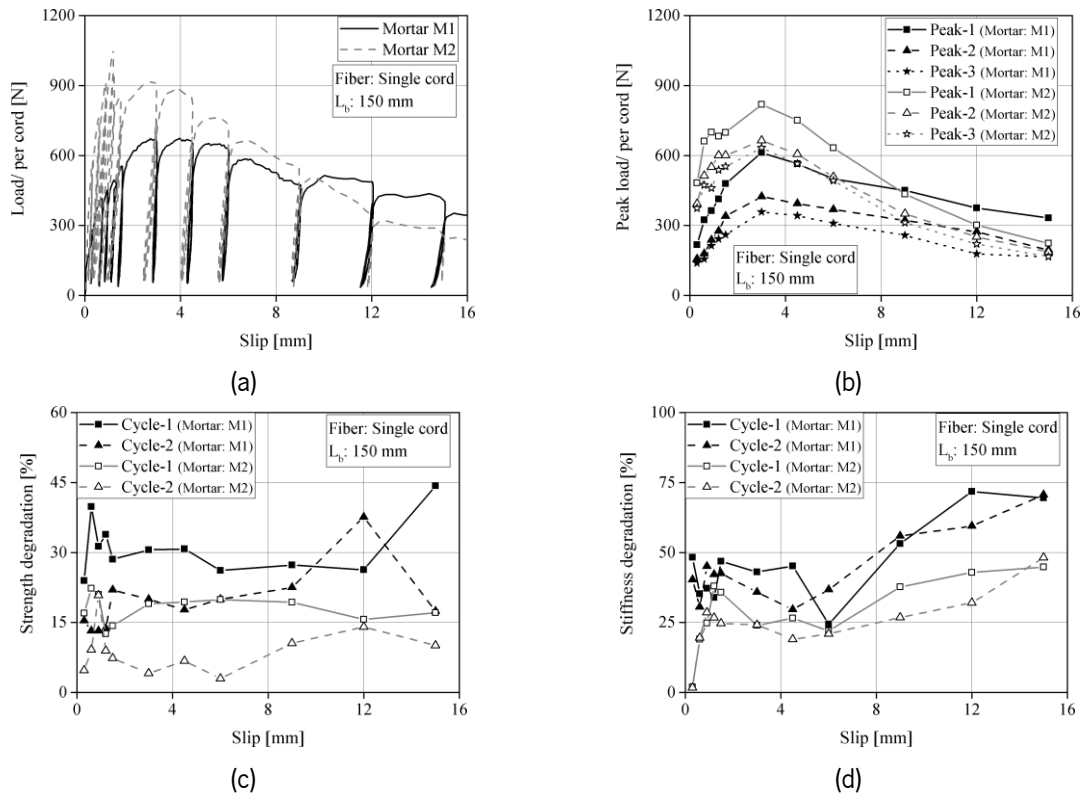 1200
900
600
300
0
Load/ per cord [N]
Mortar M1
Mortar M2
Fiber: Single cord
L_b: 150 mm
0 4 8 12 16
Slip [mm]
(a)
1200
900
600
300
0
Peak load/ per cord [N]
Peak-1 (Mortar: M1)
Peak-2 (Mortar: M1)
Peak-3 (Mortar: M1)
Peak-1 (Mortar: M2)
Peak-2 (Mortar: M2)
Peak-3 (Mortar: M2)
Fiber: Single cord
L_b: 150 mm
0 4 8 12 16
Slip [mm]
(b)
60
45
30
15
0
Strength degradation [%]
Cycle-1 (Mortar: M1)
Cycle-2 (Mortar: M1)
Cycle-1 (Mortar: M2)
Cycle-2 (Mortar: M2)
Fiber: Single cord
L_b: 150 mm
0 4 8 12 16
Slip [mm]
(c)
100
75
50
25
0
Stiffness degradation [%]
Cycle-1 (Mortar: M1)
Cycle-2 (Mortar: M1)
Cycle-1 (Mortar: M2)
Cycle-2 (Mortar: M2)
Fiber: Single cord
L_b: 150 mm
0 4 8 12 16
Slip [mm]
(d)